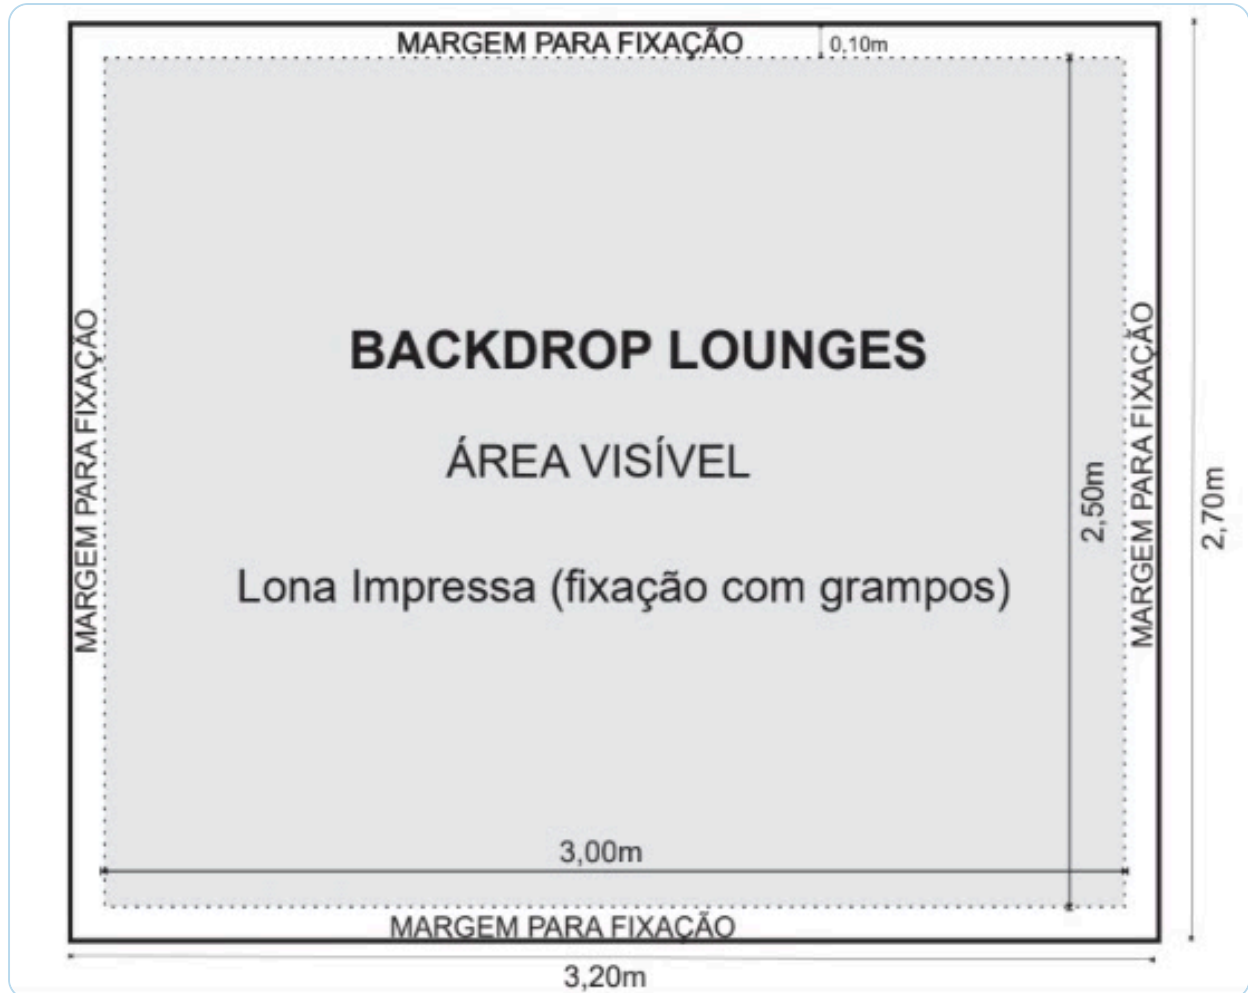 MARGEM PARA FIXAÇÃO
0,10m
MARGEM PARA FIXAÇÃO
BACKDROP LOUNGES
ÁREA VISÍVEL
Lona Impressa (fixação com grampos)
2,50m
MARGEM PARA FIXAÇÃO
2,70m
3,00m
MARGEM PARA FIXAÇÃO
3,20m